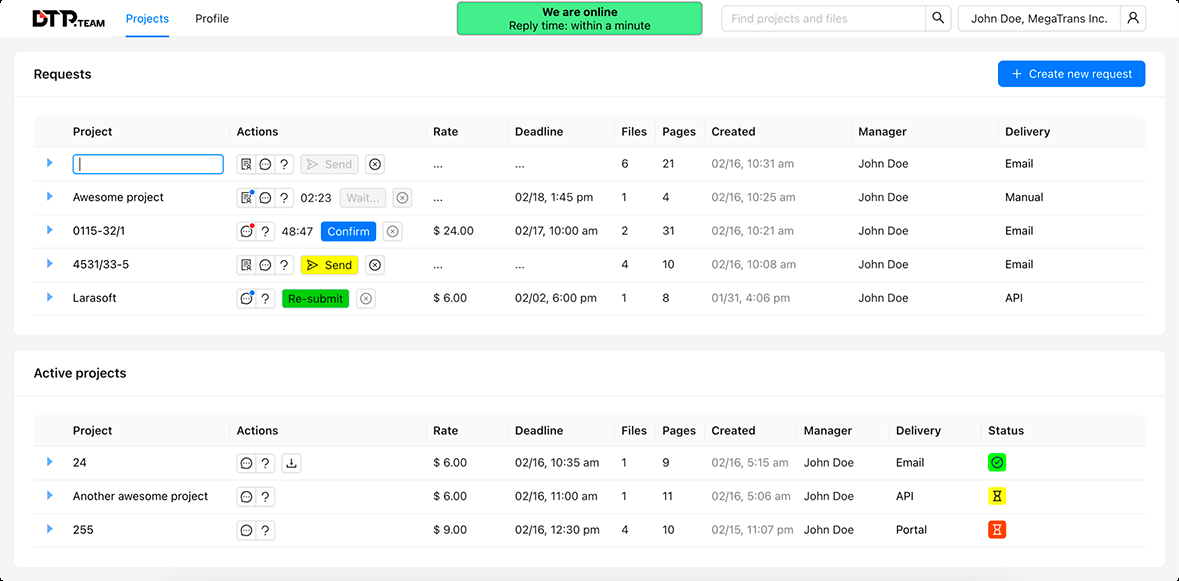 DTP.TEAM Projects Profile We are online Find projects and files John Doe, MegaTrans Inc.
Reply time: within a minute
Requests + Create new request
Project Actions Rate Deadline Files Pages Created Manager Delivery
? Send ... ... 6 21 02/16, 10:31 am John Doe Email
Awesome project ? 02:23 Wait... ... 02/18, 1:45 pm 1 4 02/16, 10:25 am John Doe Manual
0115-32/1 ? 48:47 Confirm $ 24.00 02/17, 10:00 am 2 31 02/16, 10:21 am John Doe Email
4531/33-5 ? Send ... ... 4 10 02/16, 10:08 am John Doe Email
Larasoft ? Re-submit $ 6.00 02/02, 6:00 pm 1 8 01/31, 4:06 pm John Doe API
Active projects
Project Actions Rate Deadline Files Pages Created Manager Delivery Status
24 ? $ 6.00 02/16, 10:35 am 1 9 02/16, 5:15 am John Doe Email
Another awesome project ? $ 6.00 02/16, 11:00 am 1 11 02/16, 5:06 am John Doe API
255 ? $ 9.00 02/16, 12:30 pm 4 10 02/15, 11:07 pm John Doe Portal